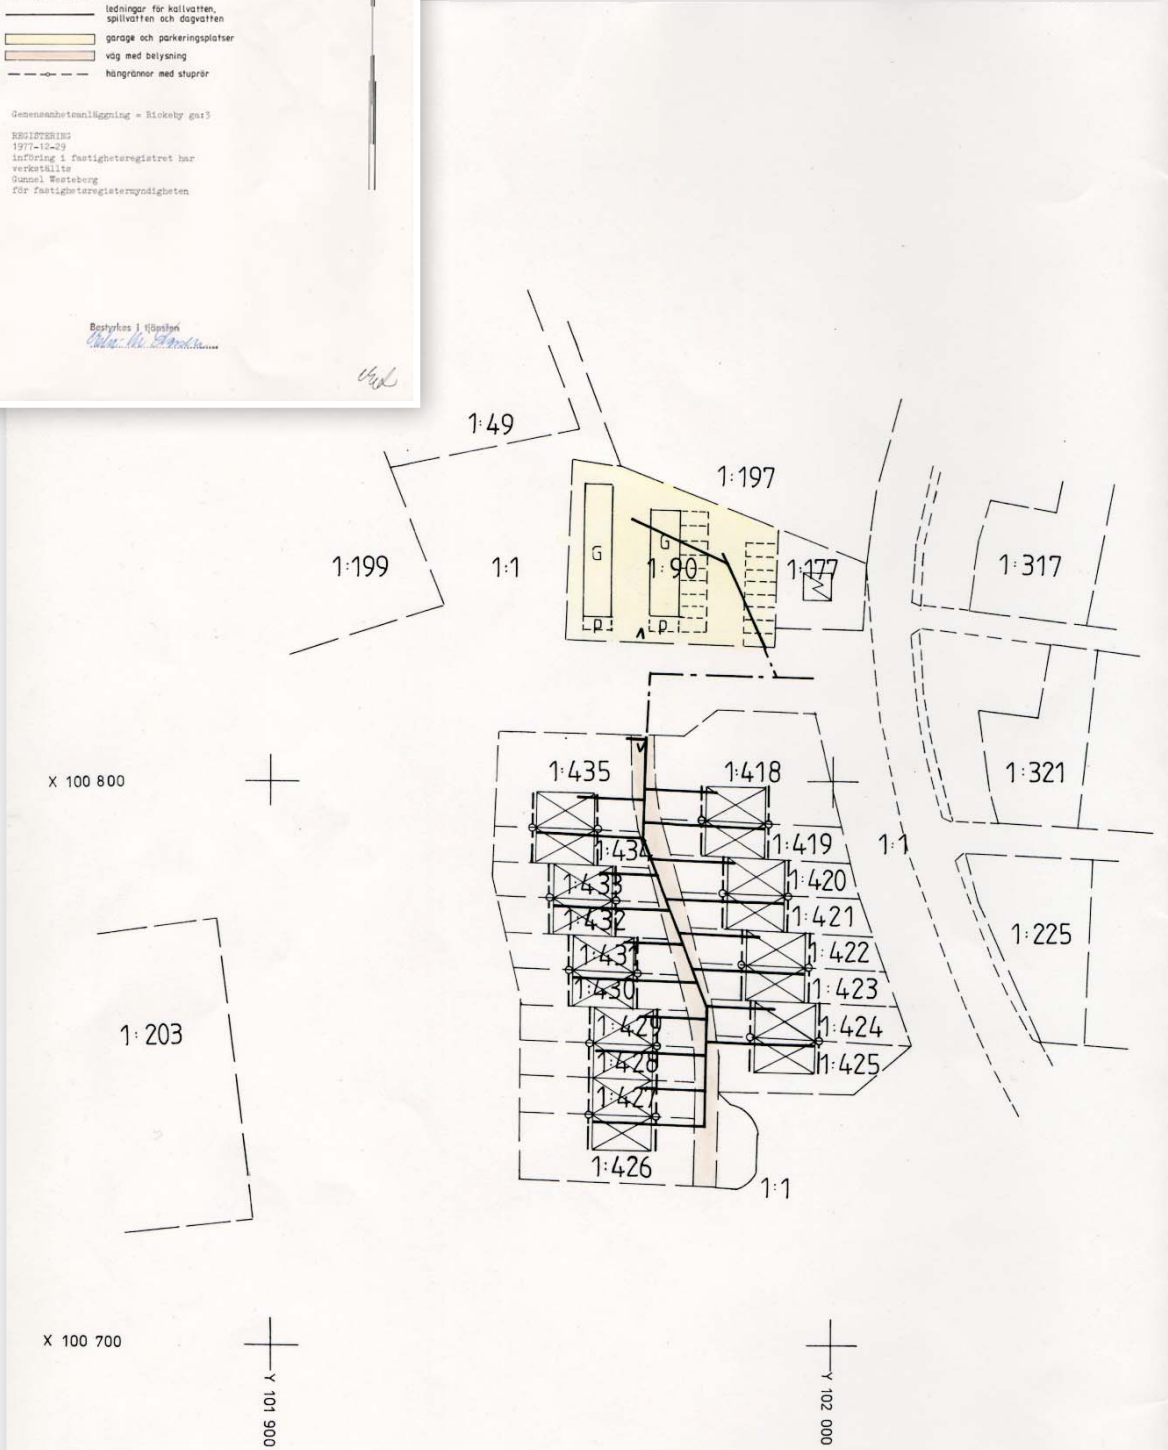 ledningar för kallvatten,
spillvatten och dagvatten
garage och parkeringsplatser
väg med belysning
hängrännor med stuprör
Gemensamhetsanläggning = Rickeby ga:3
REGISTERING
1977-12-29
införing i fastighetsregistret har
verkställts
Gunnel Westeberg
för fastighetsregistermyndigheten
Bestyrkes i tjänsten
1:49
1:197
1:199
1:1
G
G
1:90
1:177
1:317
P
P
X 100 800
1:435
1:418
1:321
1:434
1:419
1:1
1:433
1:420
1:432
1:421
1:225
1:431
1:422
1:430
1:423
1:203
1:429
1:424
1:428
1:425
1:427
1:426
1:1
X 100 700
Y 101 900
Y 102 000